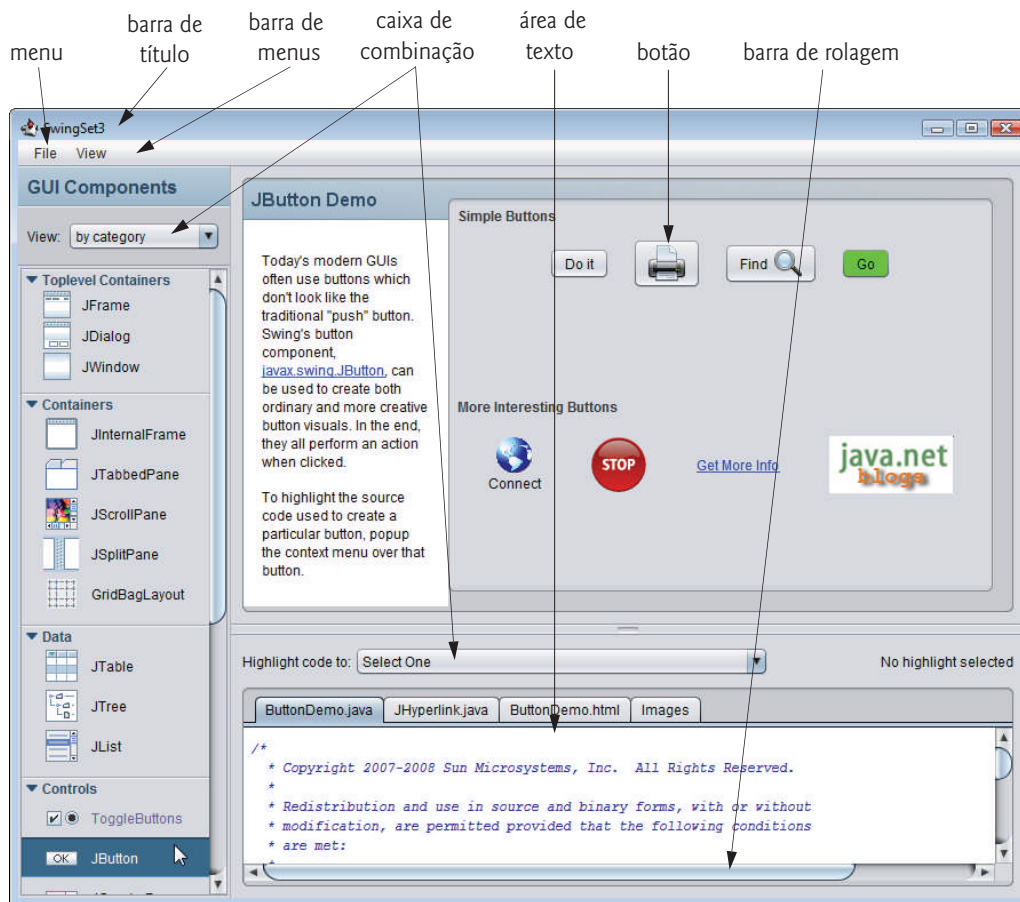 menu
barra de
título
barra de
menus
caixa de
combinação
área de
texto
botão
barra de rolagem
SwingSet3
File View
GUI Components
View: by category
Toplevel Containers
JFrame
JDialog
JWindow
Containers
JInternalFrame
JTabbedPane
JScrollPane
JSplitPane
GridBagLayout
Data
JTable
JTree
JList
Controls
ToggleButtons
OK JButton
JButton Demo
Today's modern GUIs
often use buttons which
don't look like the
traditional "push" button.
Swing's button
component,
javax.swing.JButton, can
be used to create both
ordinary and more creative
button visuals. In the end,
they all perform an action
when clicked.
To highlight the source
code used to create a
particular button, popup
the context menu over that
button.
Simple Buttons
Do it
Find
Go
More Interesting Buttons
Connect
STOP
Get More Info
java.net
blogs
Highlight code to: Select One
No highlight selected
ButtonDemo.java JHyperlink.java ButtonDemo.html Images
/*
* Copyright 2007-2008 Sun Microsystems, Inc. All Rights Reserved.
*
* Redistribution and use in source and binary forms, with or without
* modification, are permitted provided that the following conditions
* are met:
*